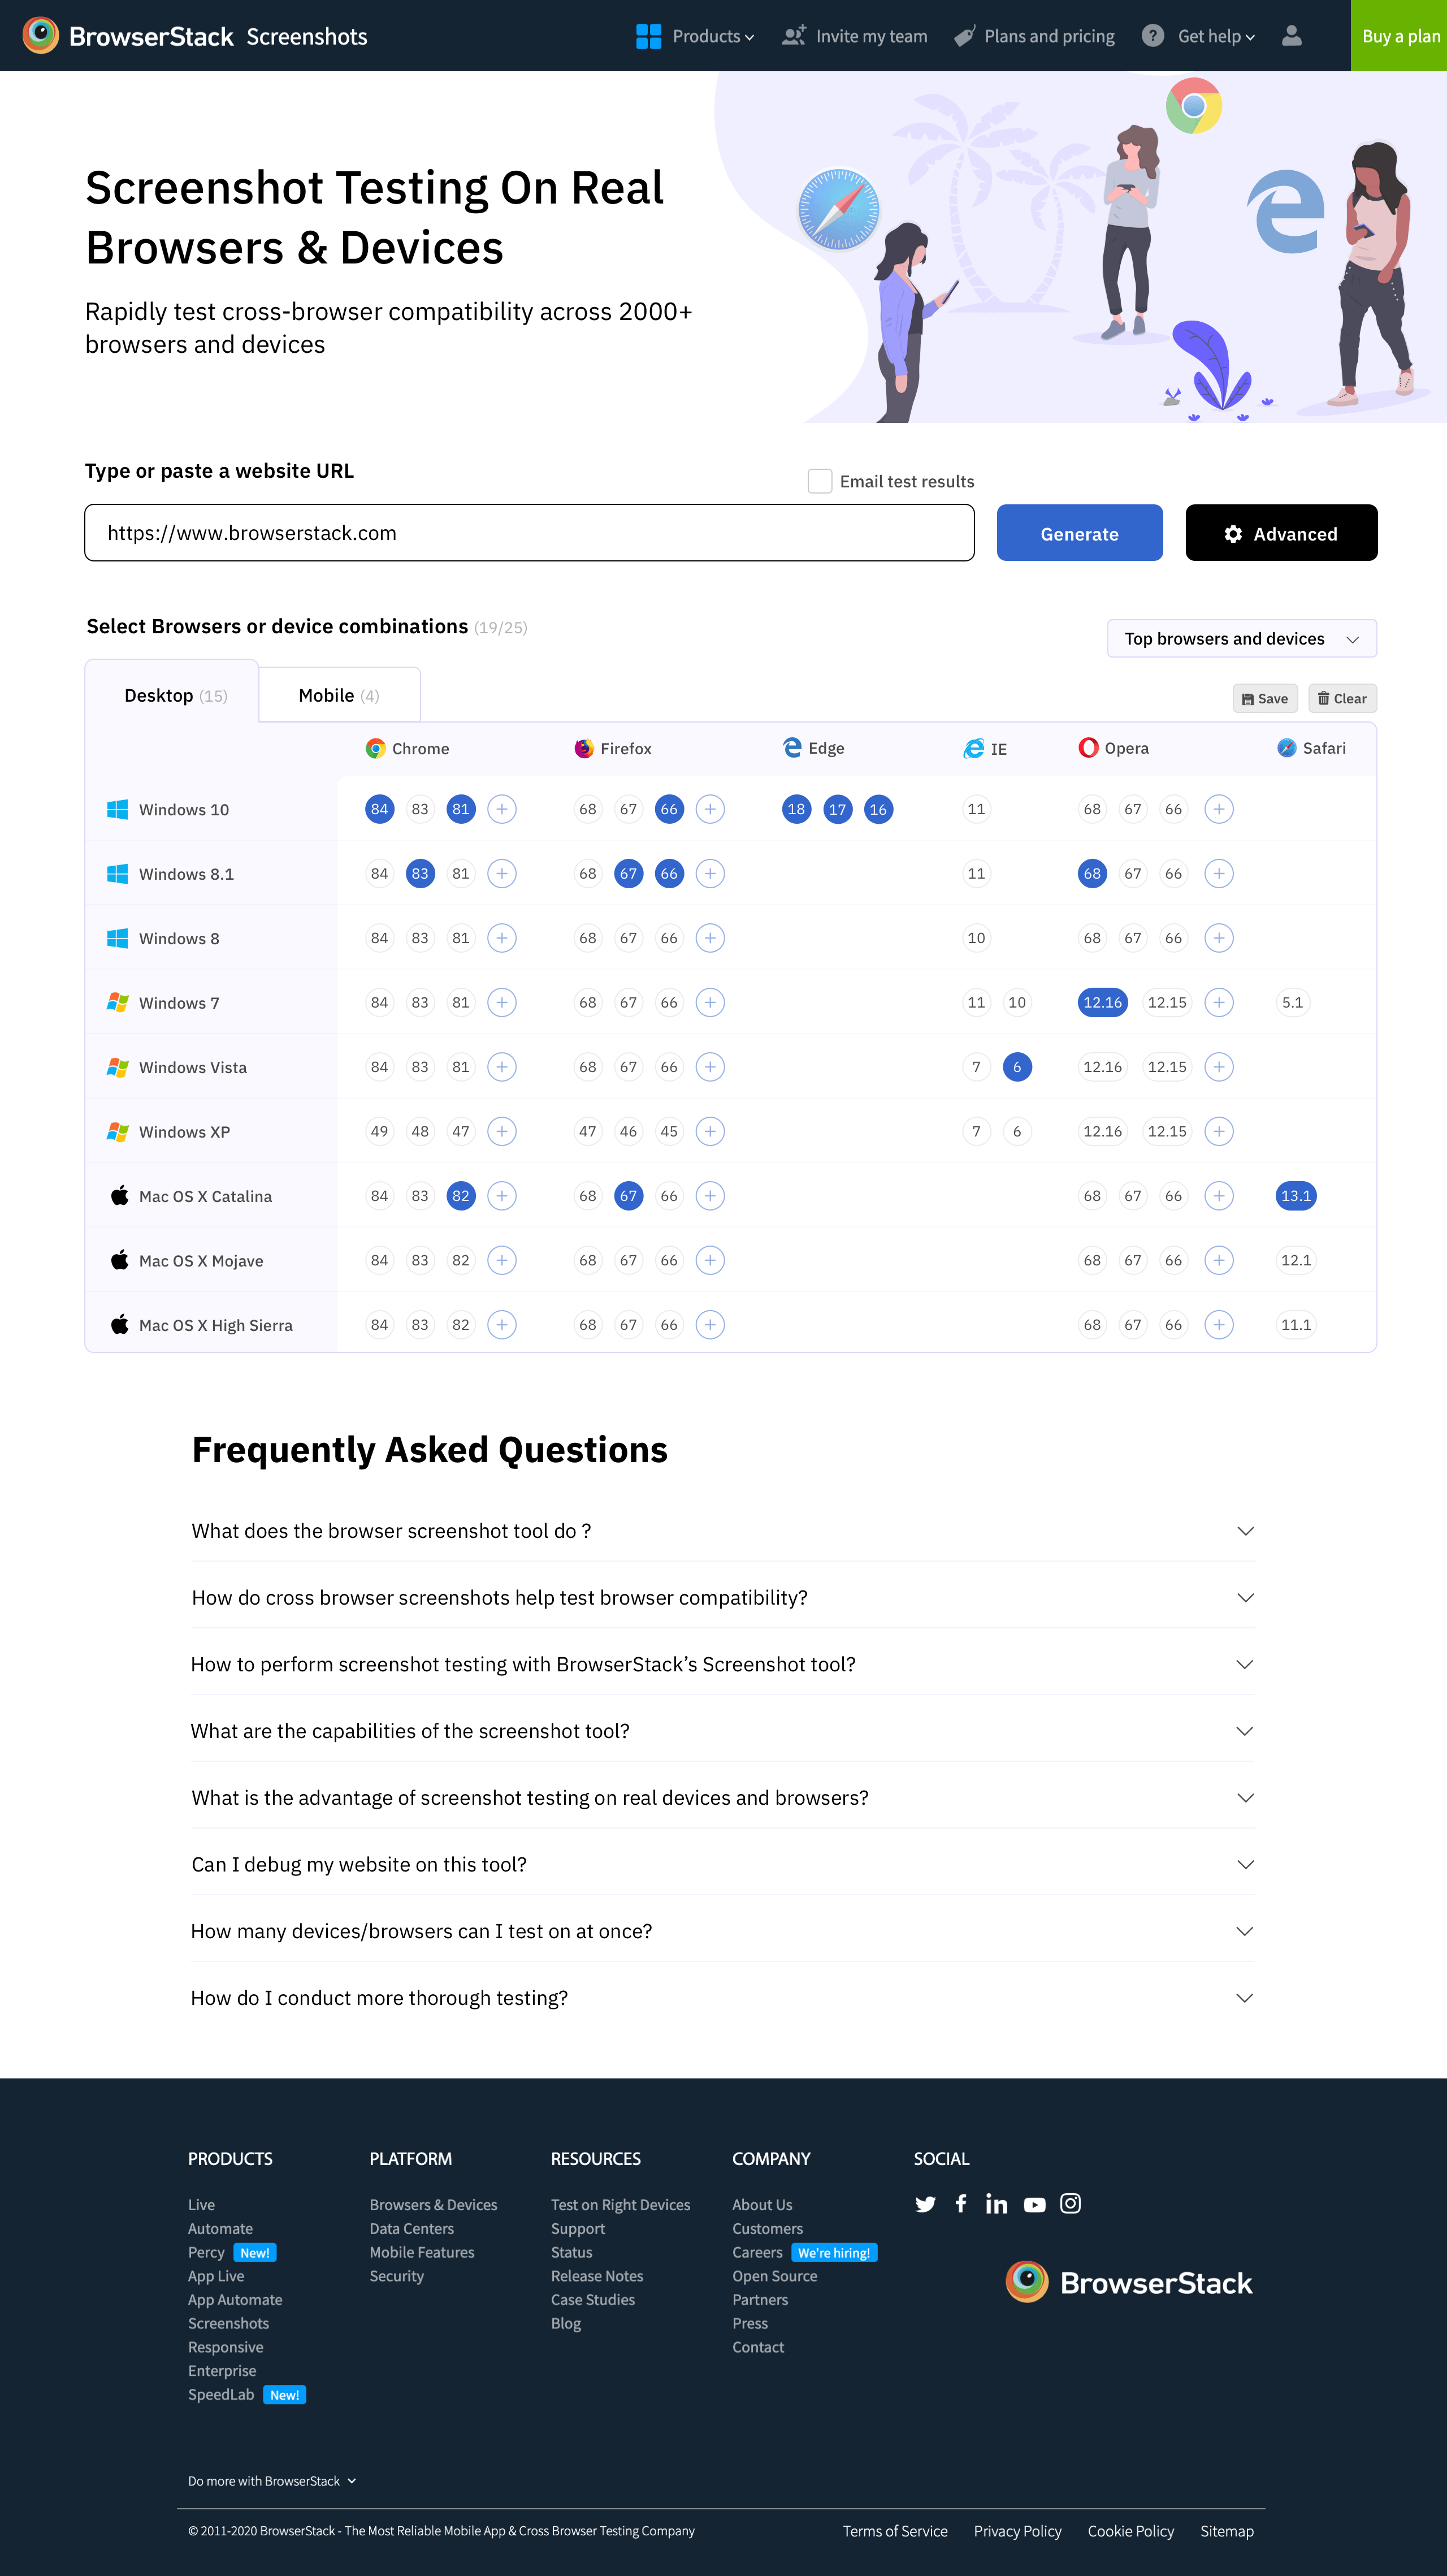 BrowserStack Screenshots
Products
Invite my team
Plans and pricing
? Get help
Buy a plan
Screenshot Testing On Real
Browsers & Devices
Rapidly test cross-browser compatibility across 2000+
browsers and devices
Type or paste a website URL
Email test results
https://www.browserstack.com
Generate
Advanced
Select Browsers or device combinations (19/25)
Top browsers and devices
Desktop (15)
Mobile (4)
Save
Clear
Chrome Firefox Edge IE Opera Safari
Windows 10 84 83 81 + 68 67 66 + 18 17 16 11 68 67 66 +
Windows 8.1 84 83 81 + 68 67 66 + 11 68 67 66 +
Windows 8 84 83 81 + 68 67 66 + 10 68 67 66 +
Windows 7 84 83 81 + 68 67 66 + 11 10 12.16 12.15 + 5.1
Windows Vista 84 83 81 + 68 67 66 + 7 6 12.16 12.15 +
Windows XP 49 48 47 + 47 46 45 + 7 6 12.16 12.15 +
Mac OS X Catalina 84 83 82 + 68 67 66 + 68 67 66 + 13.1
Mac OS X Mojave 84 83 82 + 68 67 66 + 68 67 66 + 12.1
Mac OS X High Sierra 84 83 82 + 68 67 66 + 68 67 66 + 11.1
Frequently Asked Questions
What does the browser screenshot tool do ?
How do cross browser screenshots help test browser compatibility?
How to perform screenshot testing with BrowserStack’s Screenshot tool?
What are the capabilities of the screenshot tool?
What is the advantage of screenshot testing on real devices and browsers?
Can I debug my website on this tool?
How many devices/browsers can I test on at once?
How do I conduct more thorough testing?
PRODUCTS
Live
Automate
Percy New!
App Live
App Automate
Screenshots
Responsive
Enterprise
SpeedLab New!
PLATFORM
Browsers & Devices
Data Centers
Mobile Features
Security
RESOURCES
Test on Right Devices
Support
Status
Release Notes
Case Studies
Blog
COMPANY
About Us
Customers
Careers We're hiring!
Open Source
Partners
Press
Contact
SOCIAL
BrowserStack
Do more with BrowserStack
© 2011-2020 BrowserStack - The Most Reliable Mobile App & Cross Browser Testing Company
Terms of Service
Privacy Policy
Cookie Policy
Sitemap